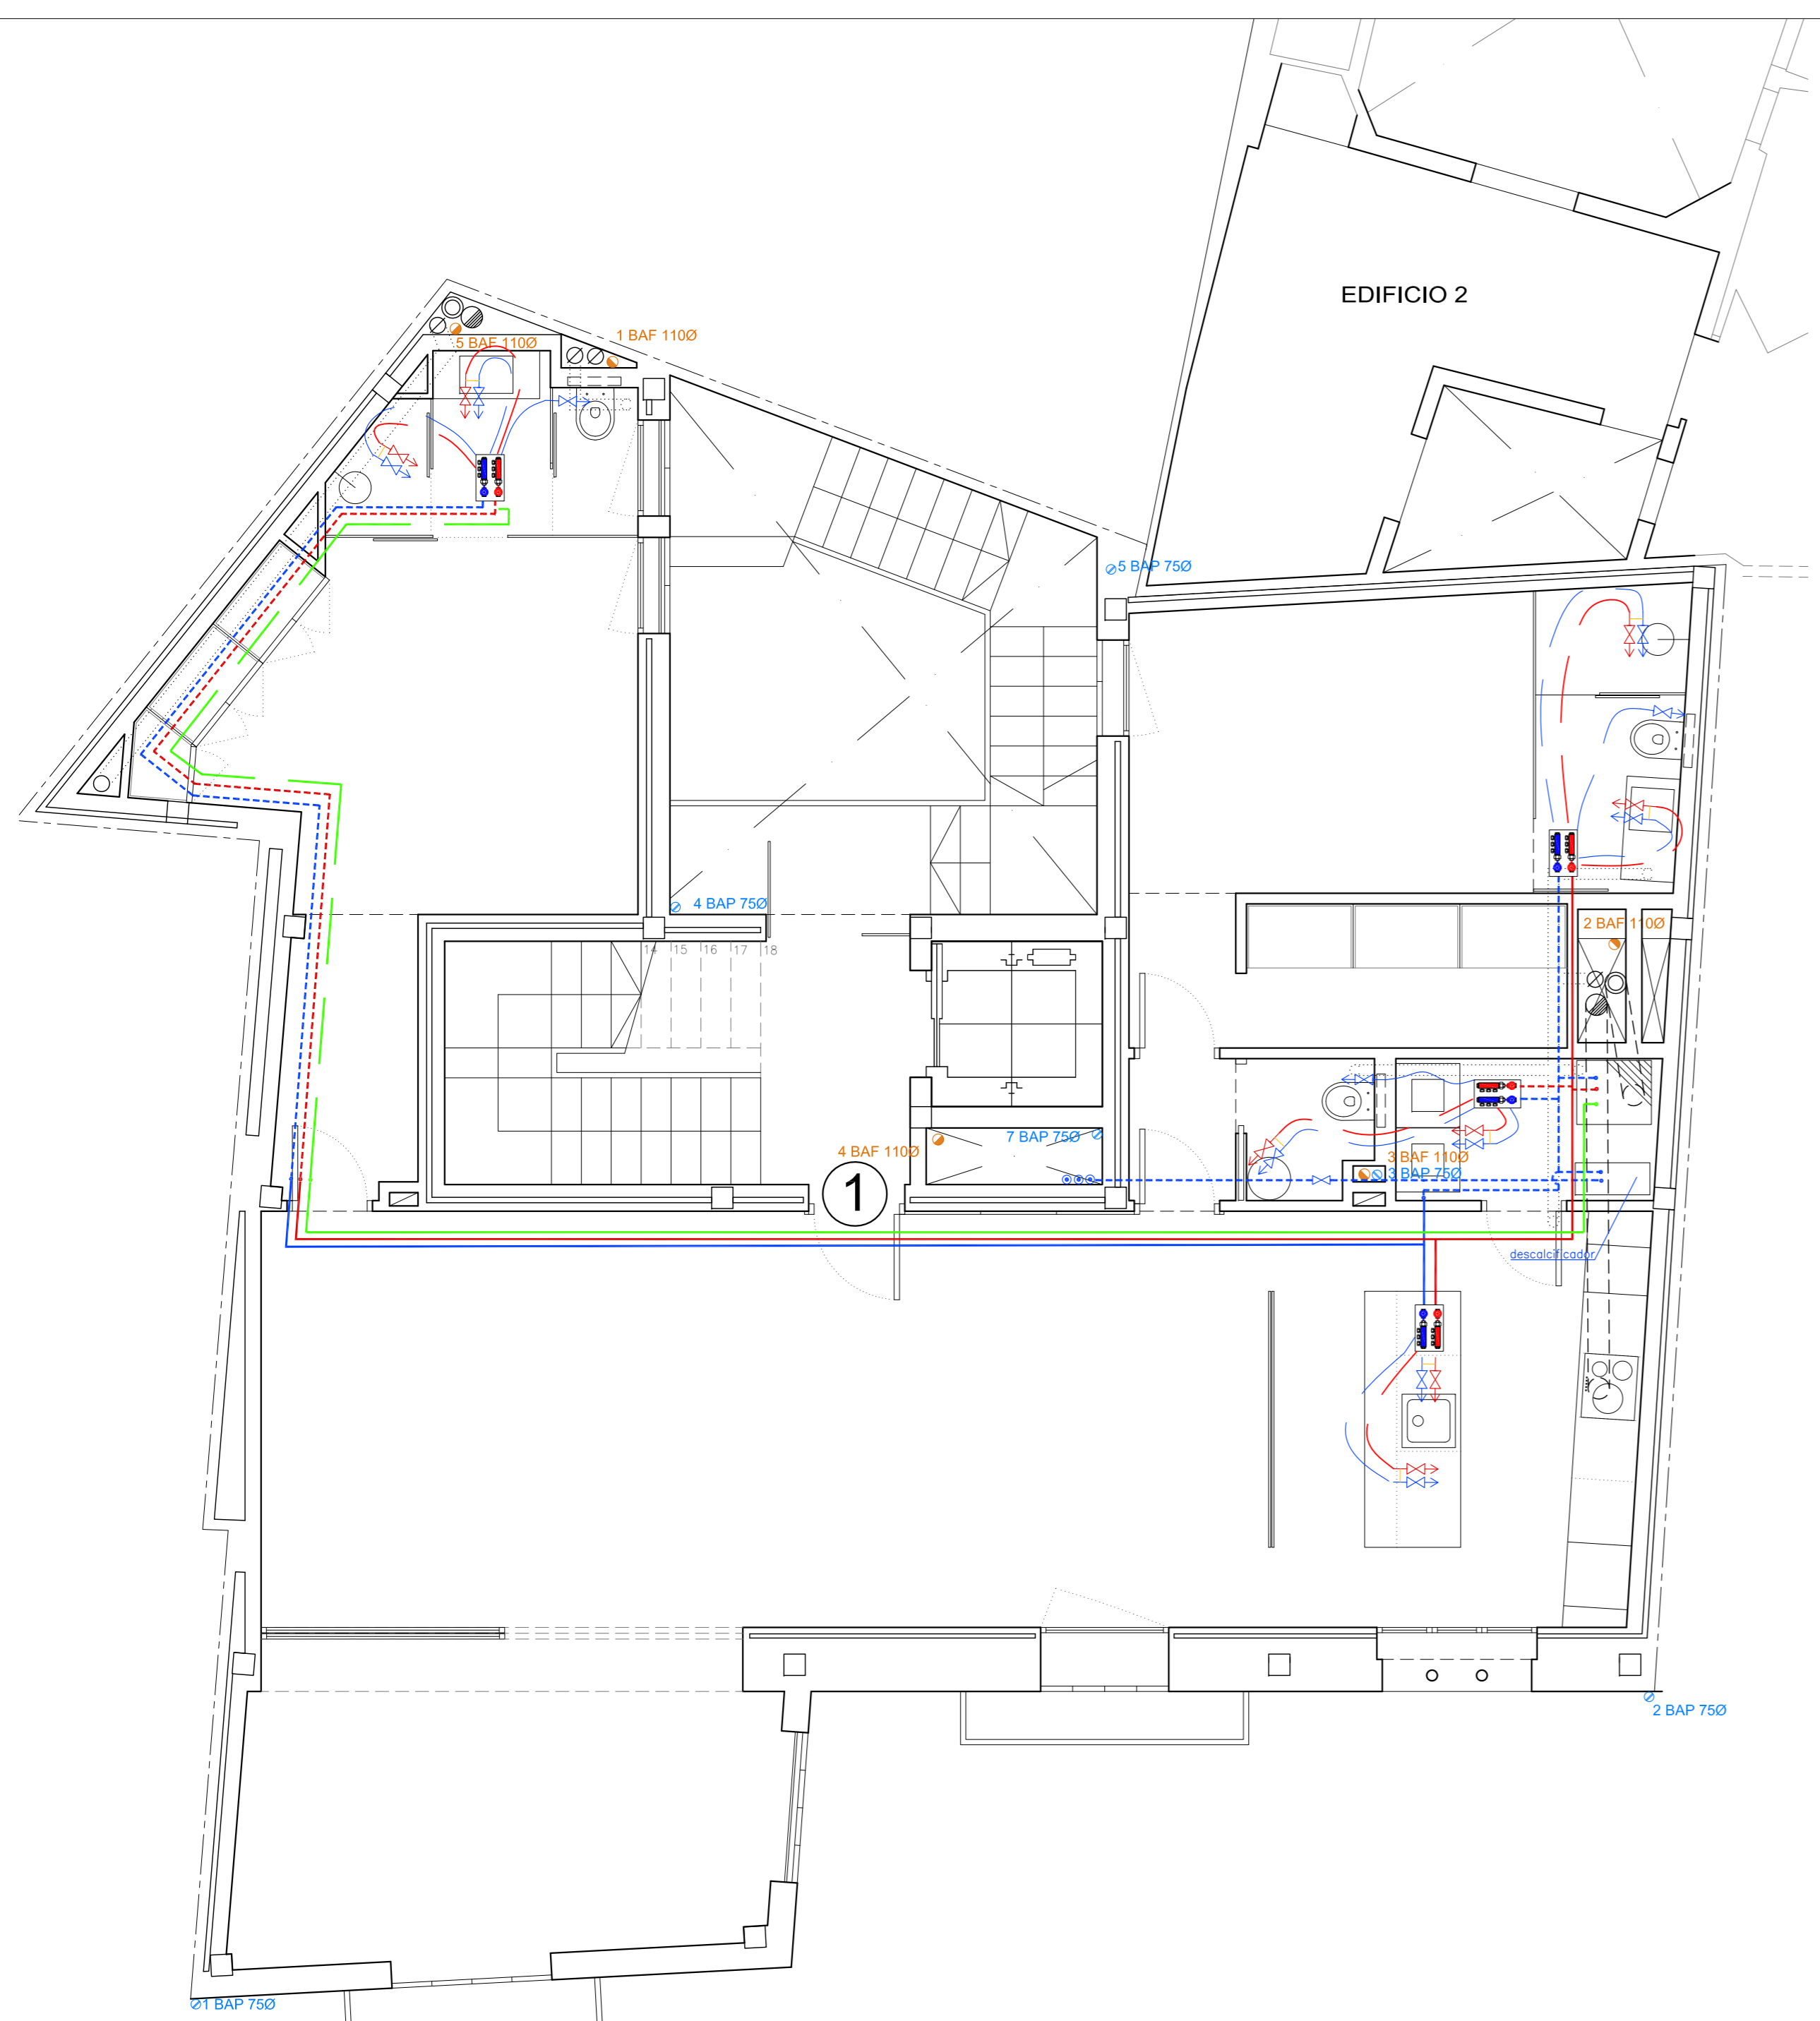 EDIFICIO 2
1 BAF 110Ø
5 BAF 110Ø
5 BAP 75Ø
4 BAP 75Ø
2 BAF 110Ø
14 15 16 17 18
7 BAP 75Ø
4 BAF 110Ø
3 BAF 110Ø
3 BAP 75Ø
1
descalcificador
2 BAP 75Ø
1 BAP 75Ø